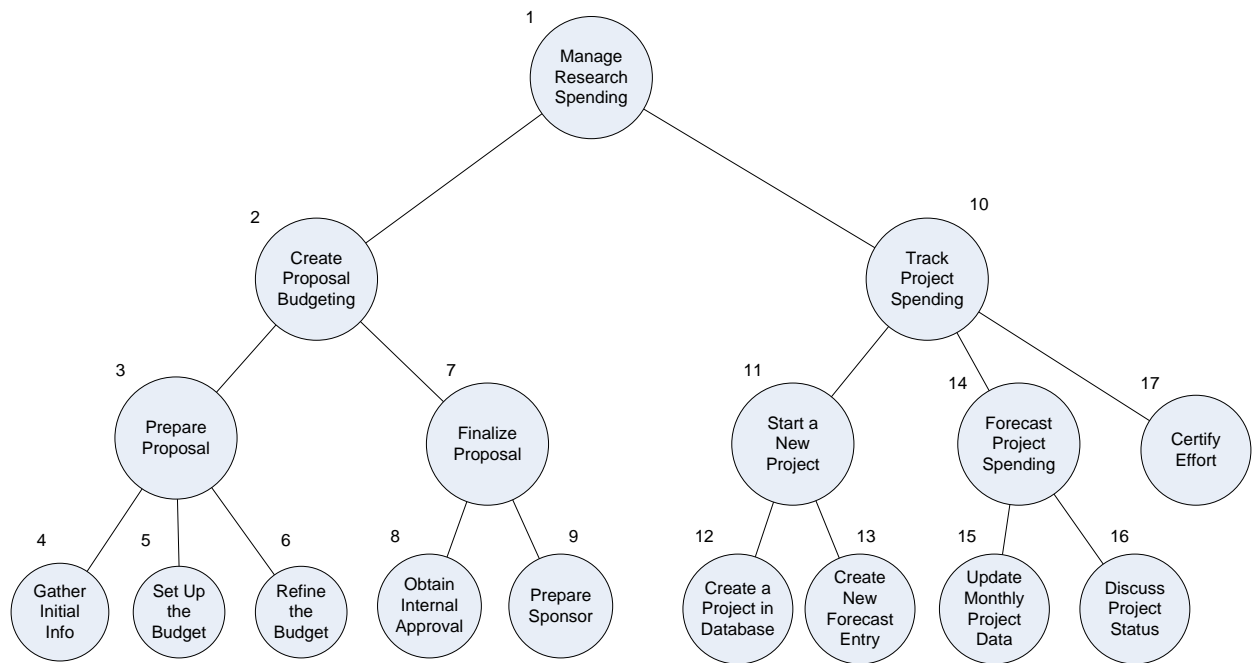 1
Manage
Research
Spending
2
Create
Proposal
Budgeting
10
Track
Project
Spending
3
Prepare
Proposal
7
Finalize
Proposal
11
Start a
New
Project
14
Forecast
Project
Spending
17
Certify
Effort
4
Gather
Initial
Info
5
Set Up
the
Budget
6
Refine
the
Budget
8
Obtain
Internal
Approval
9
Prepare
Sponsor
12
Create a
Project in
Database
13
Create
New
Forecast
Entry
15
Update
Monthly
Project
Data
16
Discuss
Project
Status